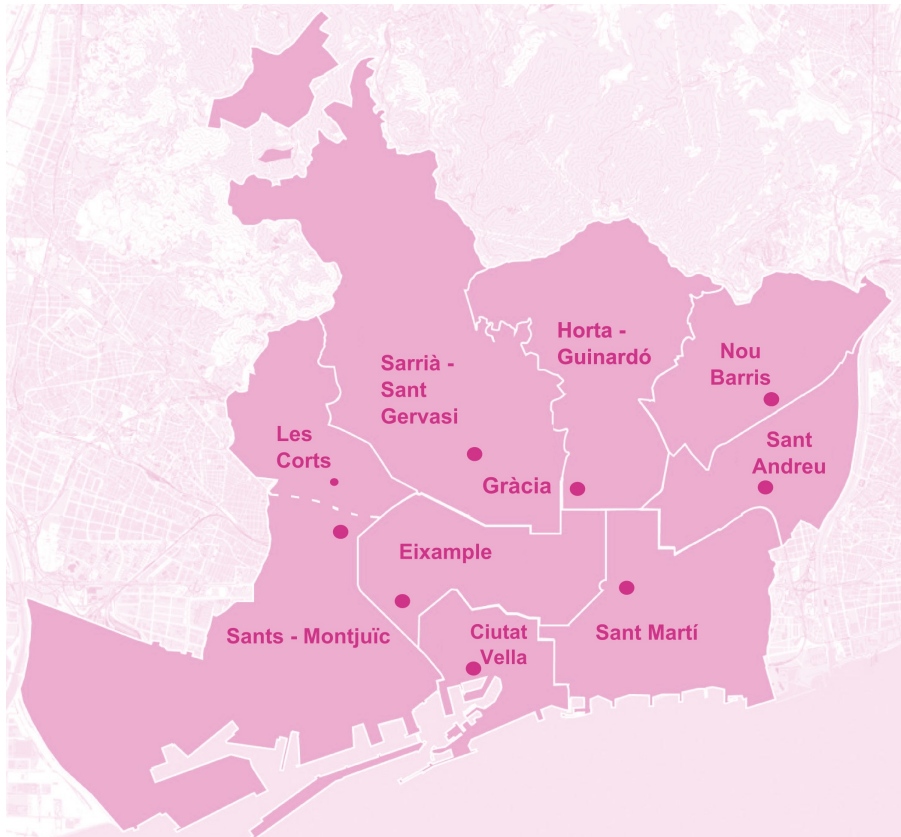 Horta -
Guinardó
Nou
Barris
Sarrià -
Sant
Gervasi
Les
Corts
Sant
Andreu
Gràcia
Eixample
Sants - Montjuïc
Ciutat
Vella
Sant Martí